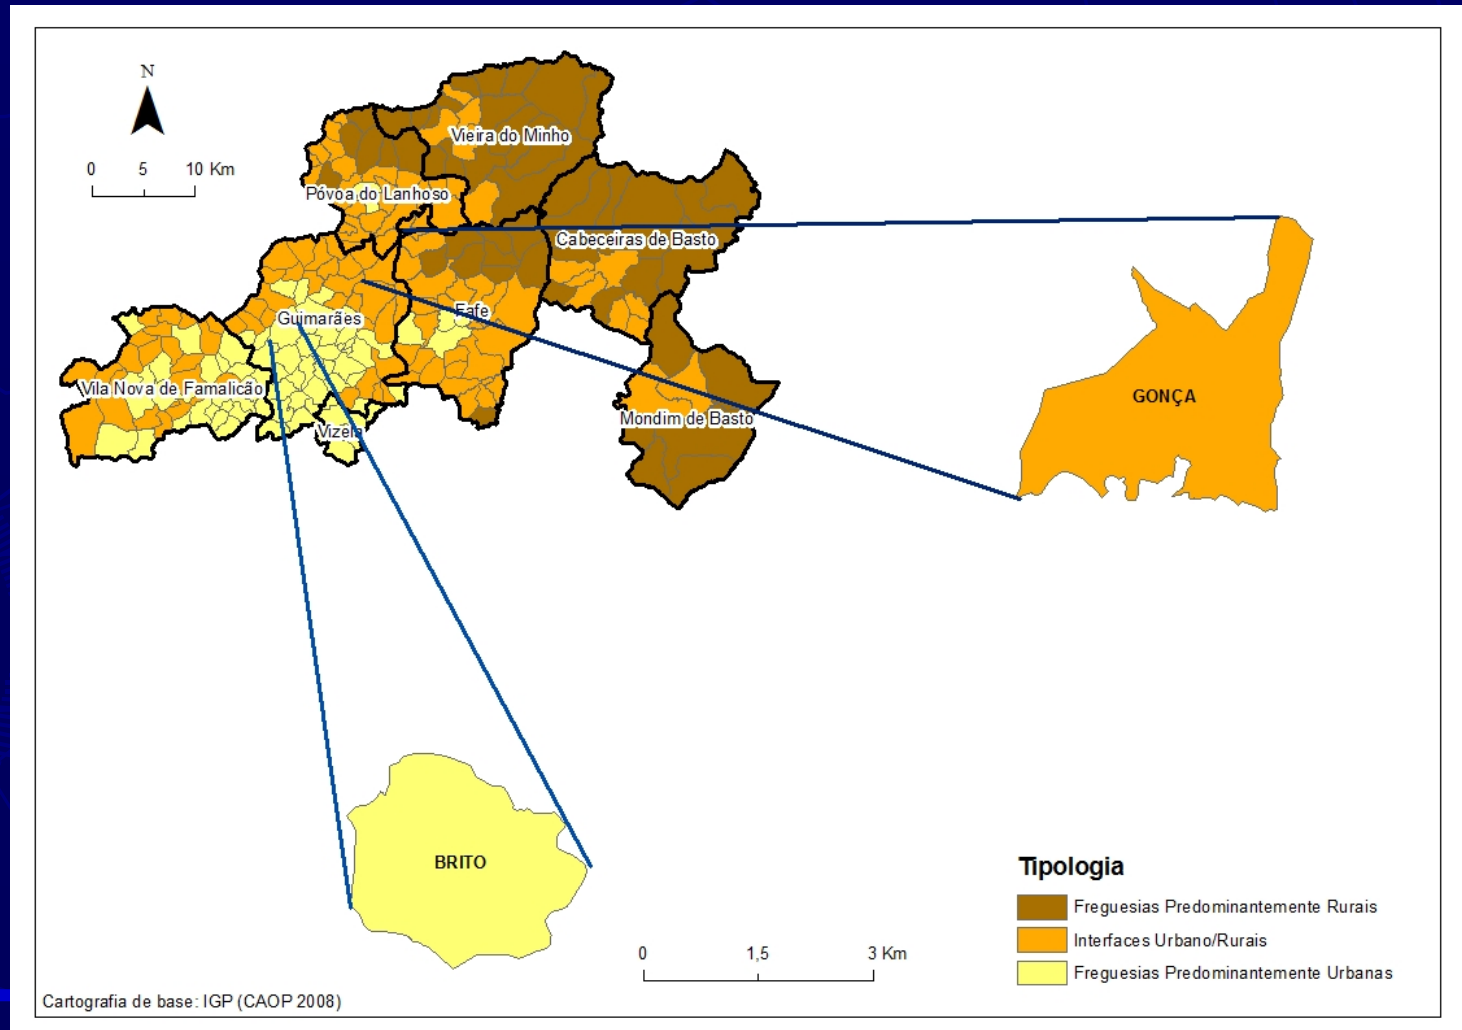 N
0 5 10 Km
Vieira do Minho
Póvoa do Lanhoso
Cabeceiras de Basto
Fafe
Guimarães
Vila Nova de Famalicão
Mondim de Basto
Vizela
GONÇA
BRITO
Tipologia
Freguesias Predominantemente Rurais
Interfaces Urbano/Rurais
Freguesias Predominantemente Urbanas
0 1,5 3 Km
Cartografia de base: IGP (CAOP 2008)